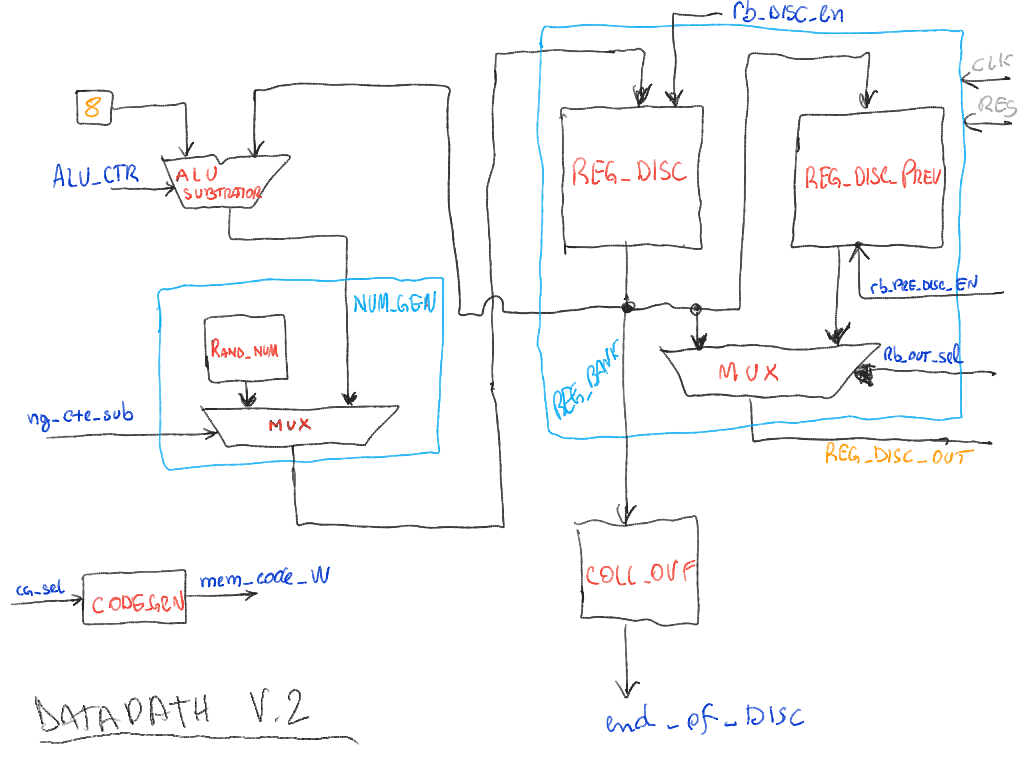 rb_DISC_en
CLK
RES
8
ALU_CTR
ALU
SUBTRATOR
REG_DISC
REG_DISC_PREV
rb_PRE_DISC_EN
NUM_GEN
RAND_NUM
ng_cte_sub
MUX
REG_BANK
MUX
Rb_out_sel
REG_DISC_OUT
cg_sel
CODEGEN
mem_code_W
COLL_OVF
end_of_DISC
DATAPATH V.2